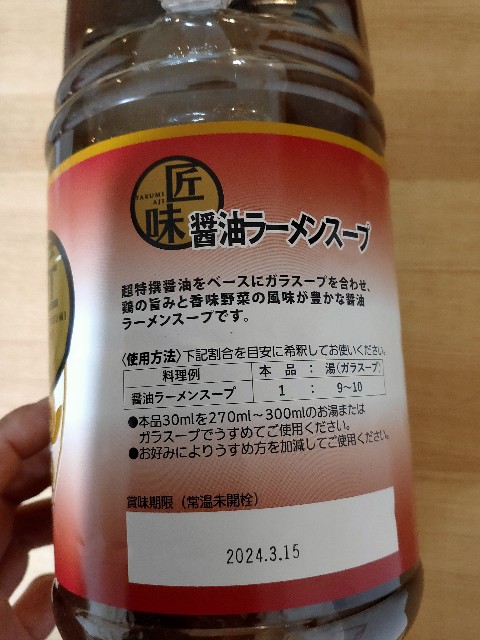 匠
TAKUMI
AJI
味
醤油ラーメンスープ
超特撰醤油をベースにガラスープを合わせ、
鶏の旨みと香味野菜の風味が豊かな醤油
ラーメンスープです。
〈使用方法〉下記割合を目安に希釈してお使いください。
料理例 本品:湯(ガラスープ)
醤油ラーメンスープ 1:9~10
●本品30mlを270ml~300mlのお湯または
ガラスープでうすめてご使用ください。
●お好みによりうすめ方を加減してご使用ください。
賞味期限(常温未開栓)
2024.3.15